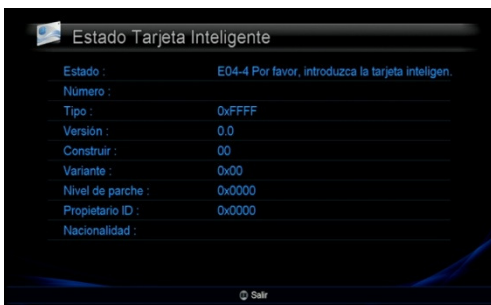 Estado Tarjeta Inteligente
Estado : E04-4 Por favor, introduzca la tarjeta inteligen.
Número :
Tipo : 0xFFFF
Versión : 0.0
Construir : 00
Variante : 0x00
Nivel de parche : 0x0000
Propietario ID : 0x0000
Nacionalidad :
Salir